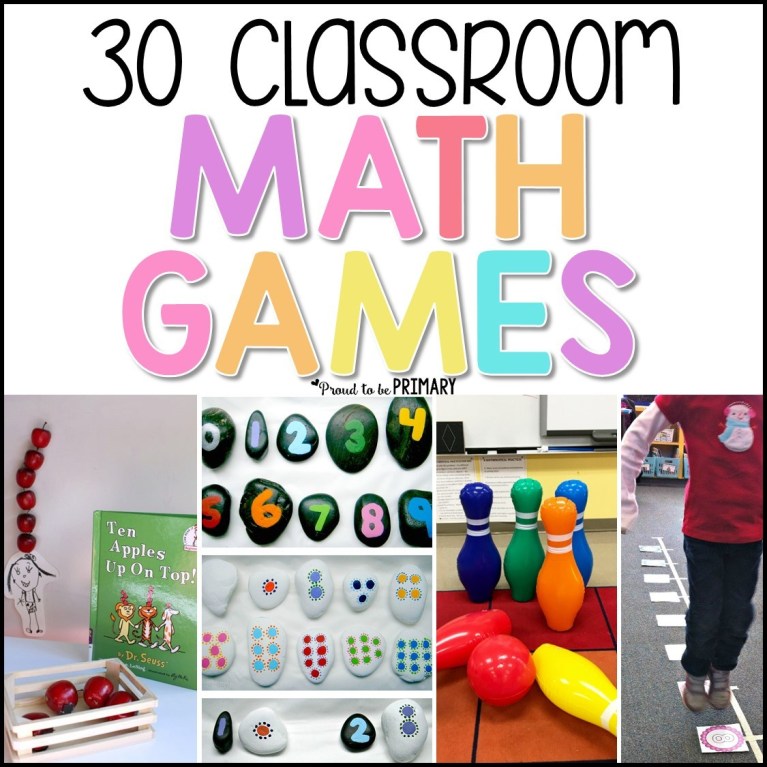 30 CLASSROOM
MATH
GAMES
Proud to be PRIMARY
Ten
Apples
Up On Top!
By Dr. Seuss
0 1 2 3 4
5 6 7 8 9
1 2